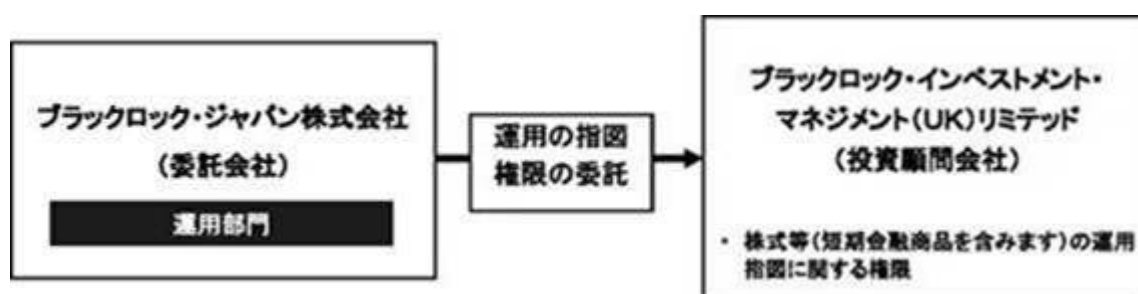 ブラックロック・ジャパン株式会社
(委託会社)
運用部門
運用の指図
権限の委託
ブラックロック・インベストメント・
マネジメント(UK)リミテッド
(投資顧問会社)
・ 株式等(短期金融商品を含みます)の運用
指図に関する権限